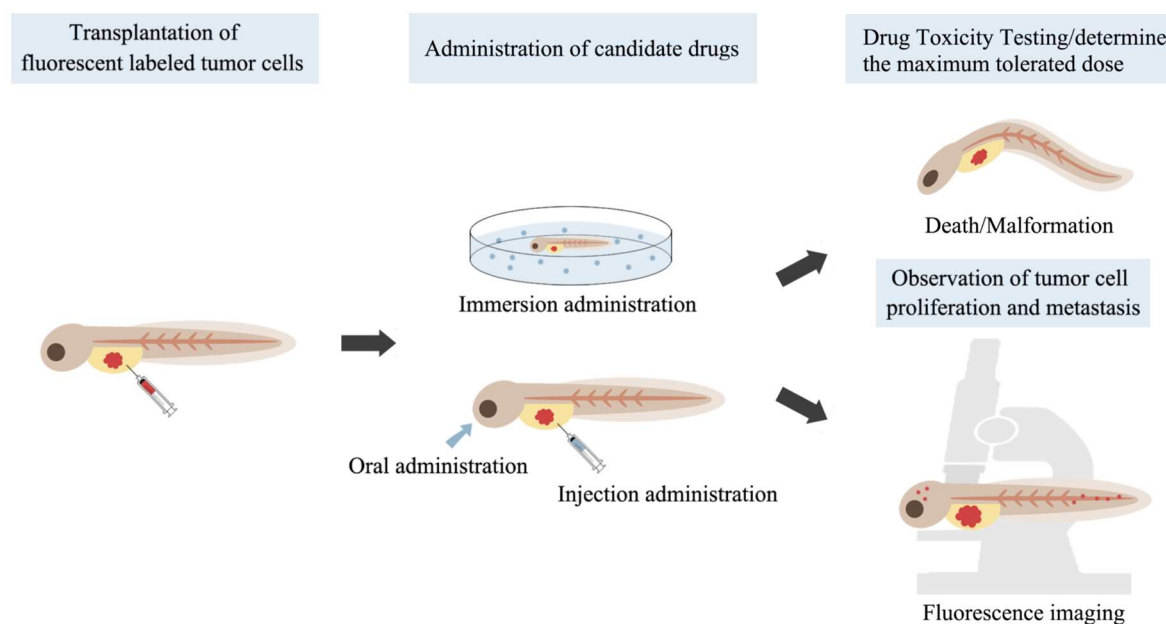 Transplantation of
fluorescent labeled tumor cells
Administration of candidate drugs
Drug Toxicity Testing/determine
the maximum tolerated dose
Death/Malformation
Immersion administration
Observation of tumor cell
proliferation and metastasis
Oral administration
Injection administration
Fluorescence imaging